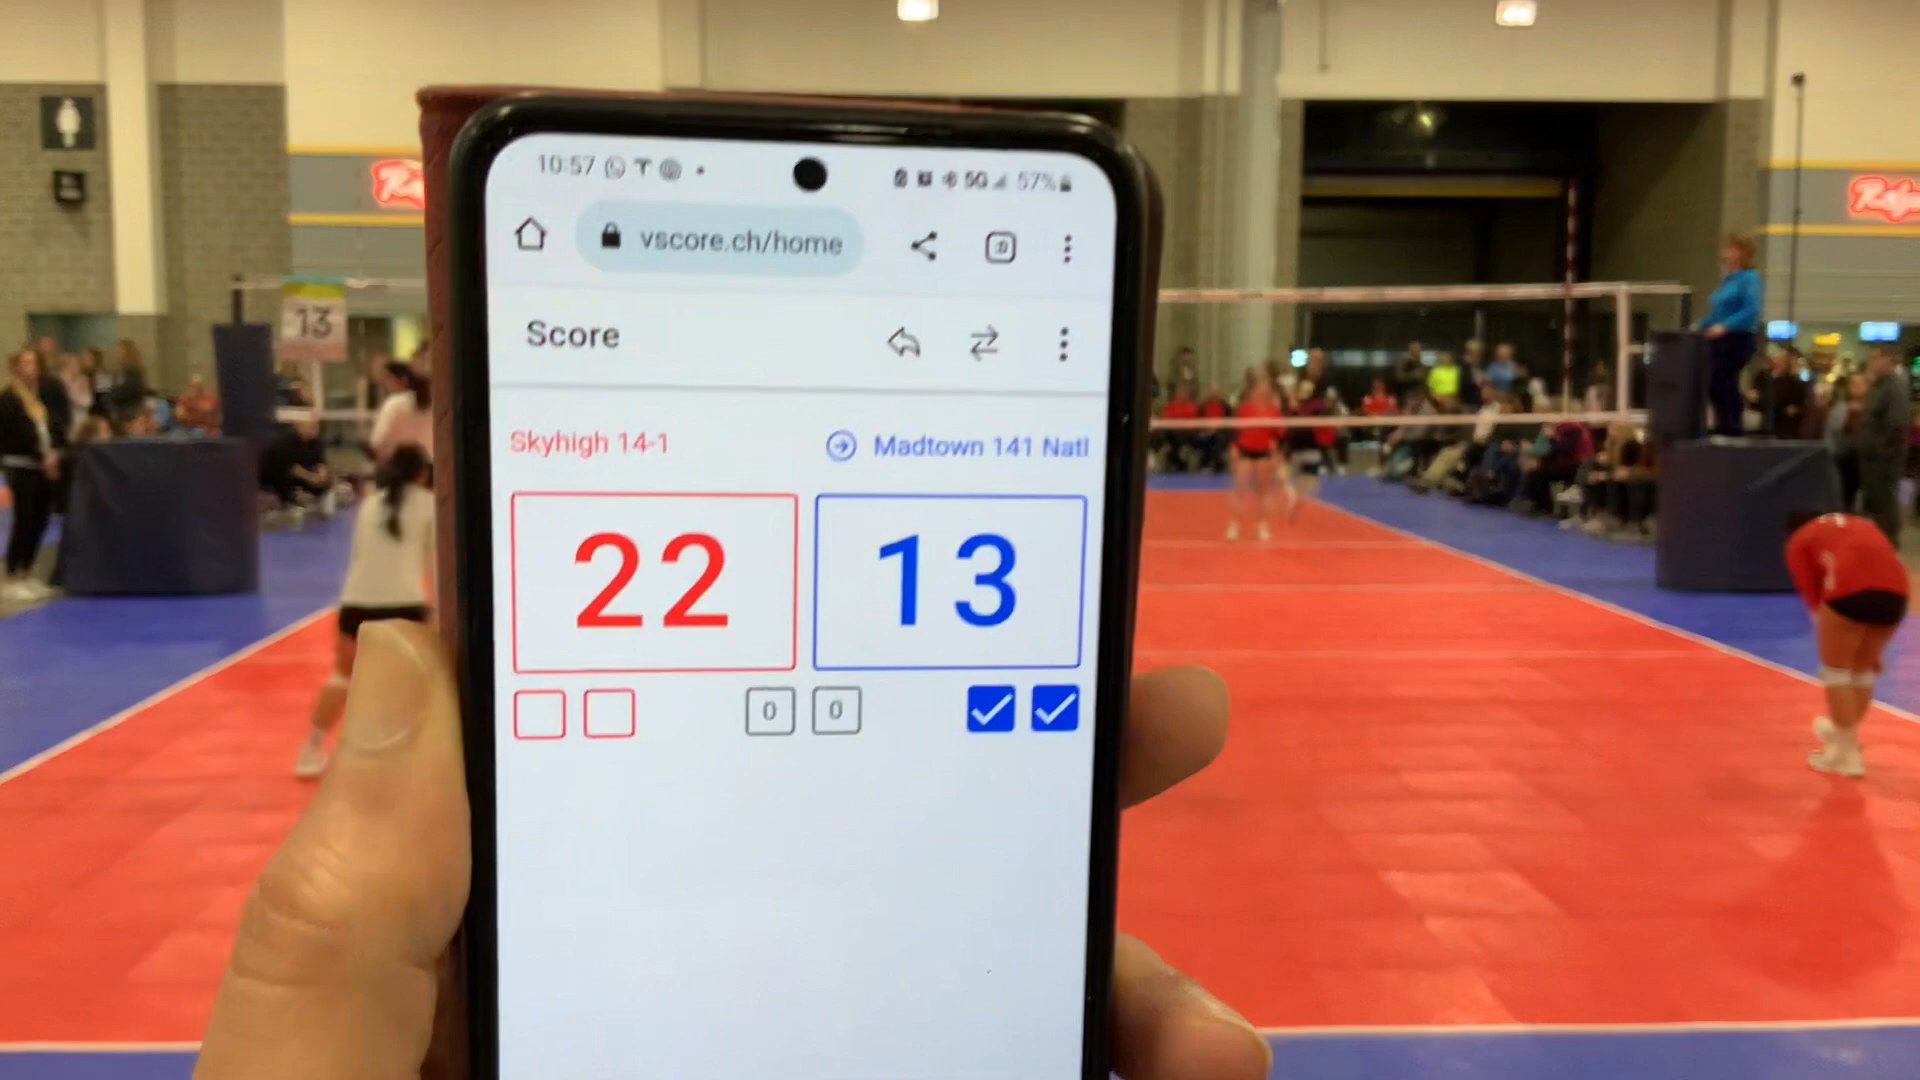 10:57
5G 57%
vscore.ch/home
:D
13
Score
Skyhigh 14-1
Madtown 141 Natl
22
13
0
0